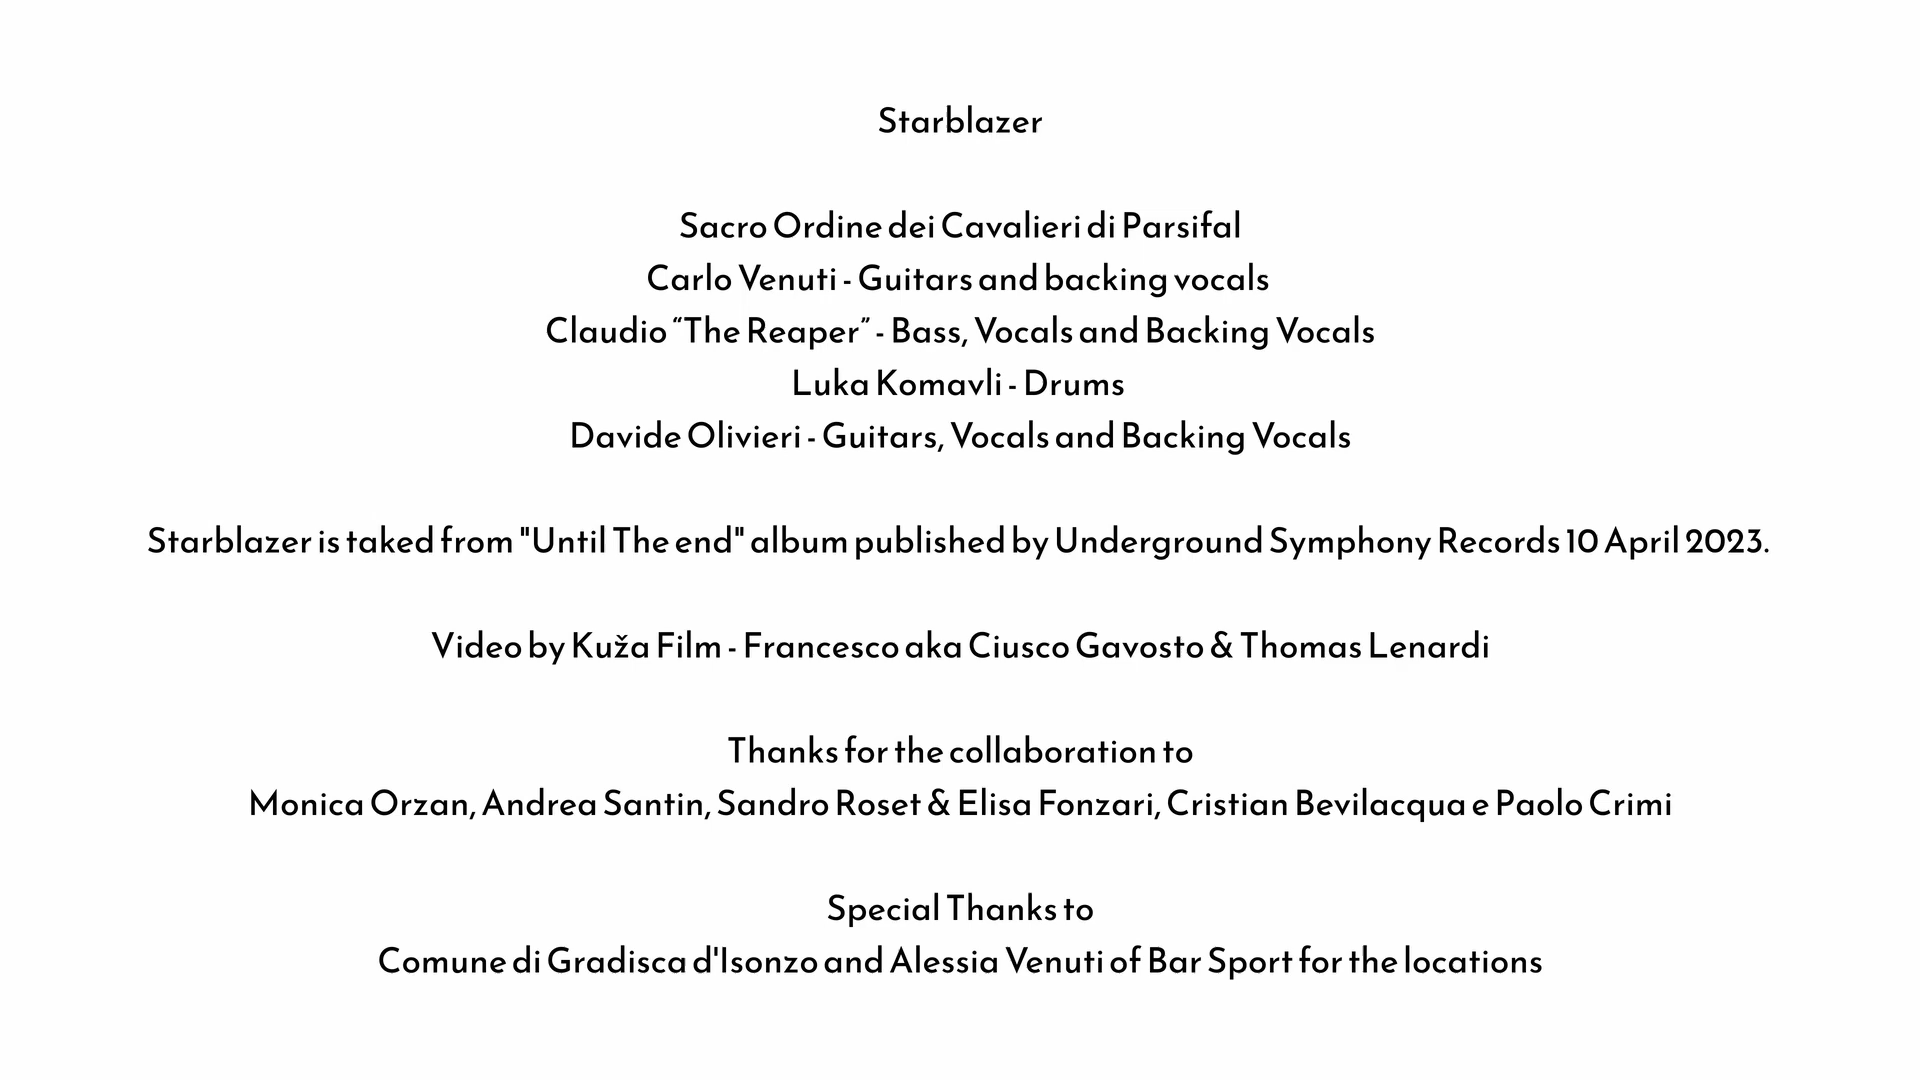 Starblazer
Sacro Ordine dei Cavalieri di Parsifal
Carlo Venuti - Guitars and backing vocals
Claudio “The Reaper” - Bass, Vocals and Backing Vocals
Luka Komavli - Drums
Davide Olivieri - Guitars, Vocals and Backing Vocals
Starblazer is taked from "Until The end" album published by Underground Symphony Records 10 April 2023.
Video by Kuža Film - Francesco aka Ciusco Gavosto & Thomas Lenardi
Thanks for the collaboration to
Monica Orzan, Andrea Santin, Sandro Roset & Elisa Fonzari, Cristian Bevilacqua e Paolo Crimi
Special Thanks to
Comune di Gradisca d'Isonzo and Alessia Venuti of Bar Sport for the locations